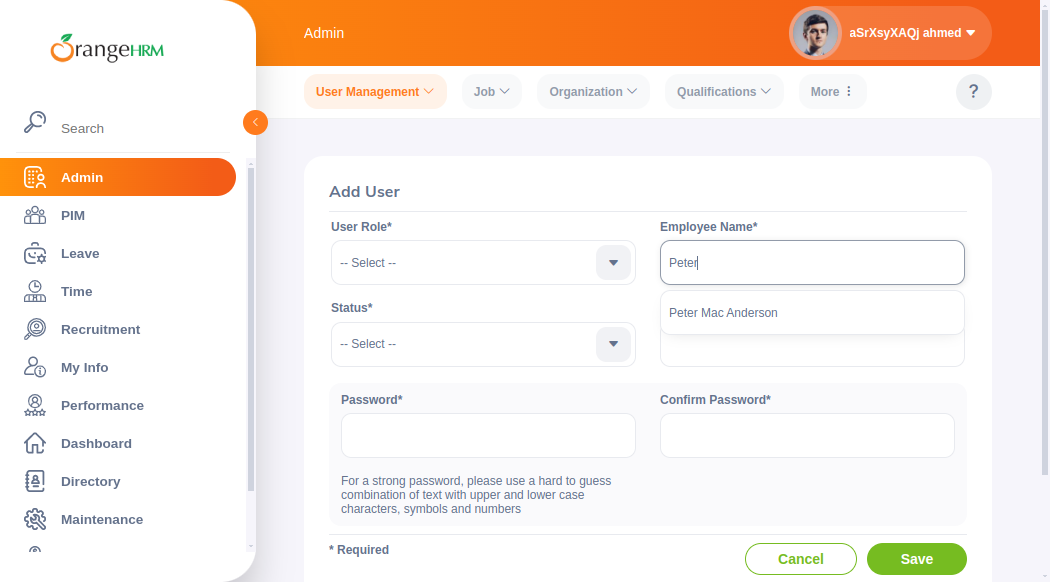 OrangeHRM
Admin
aSrXsyXAQj ahmed
User Management
Job
Organization
Qualifications
More
?
Search
Admin
PIM
Leave
Time
Recruitment
My Info
Performance
Dashboard
Directory
Maintenance
Add User
User Role*
Employee Name*
-- Select --
Peter
Status*
Peter Mac Anderson
-- Select --
Password*
Confirm Password*
For a strong password, please use a hard to guess
combination of text with upper and lower case
characters, symbols and numbers
* Required
Cancel
Save